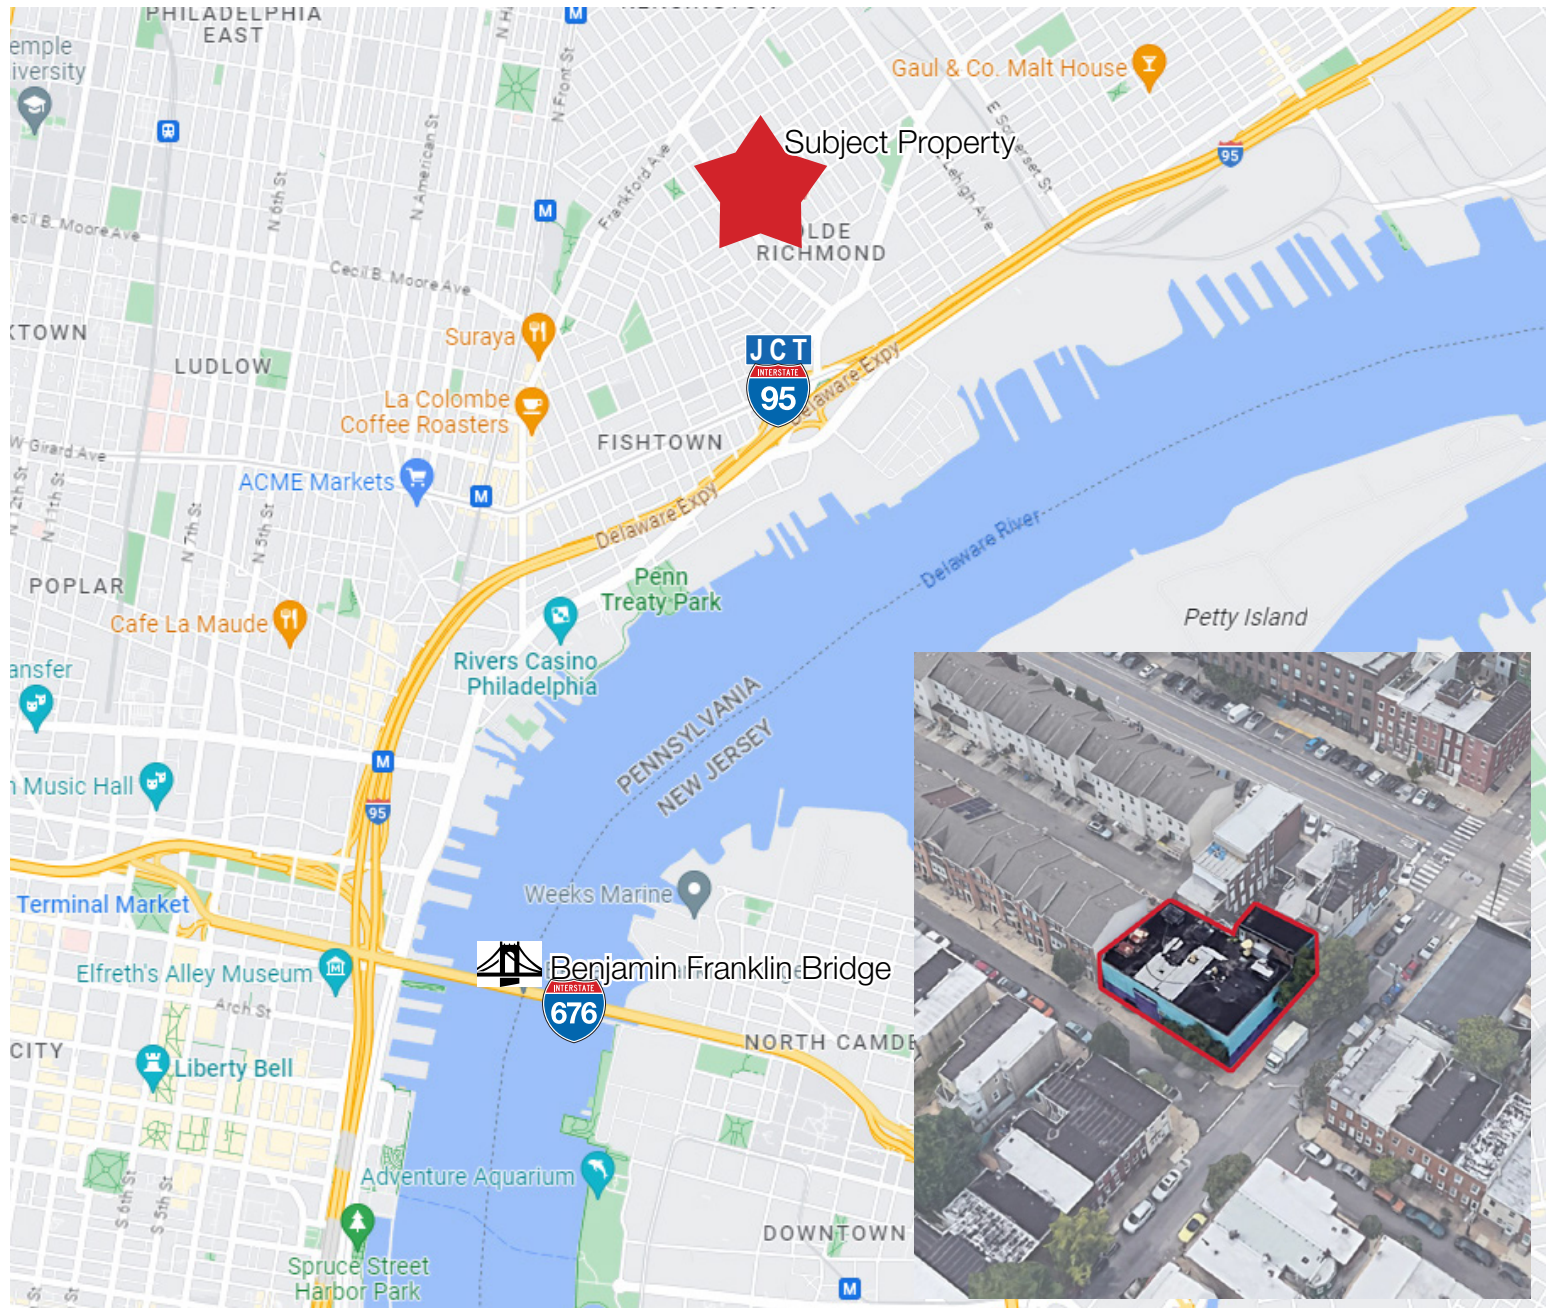 PHILADELPHIA
EAST
emple
iversity
N Front St
Gaul & Co. Malt House
Subject Property
E Somerset St
95
M
N American St
N 6th St
Frankford Ave
Lehigh Ave
M
ecil B. Moore Ave
OLDE
RICHMOND
Cecil B. Moore Ave
KTOWN
Suraya
JCT
INTERSTATE
95
LUDLOW
Delaware Expy
La Colombe
Coffee Roasters
FISHTOWN
W Girard Ave
ACME Markets
M
N 11th St
N 7th St
N 5th St
Delaware Expy
Delaware River
POPLAR
Penn
Treaty Park
Petty Island
Cafe La Maude
Rivers Casino
Philadelphia
ansfer
PENNSYLVANIA
NEW JERSEY
M
Music Hall
95
Weeks Marine
Terminal Market
Elfreth's Alley Museum
Benjamin Franklin Bridge
INTERSTATE
676
Arch St
CITY
NORTH CAMDE
Liberty Bell
Adventure Aquarium
S 6th St
S 5th St
DOWNTOWN
Spruce Street
Harbor Park
M